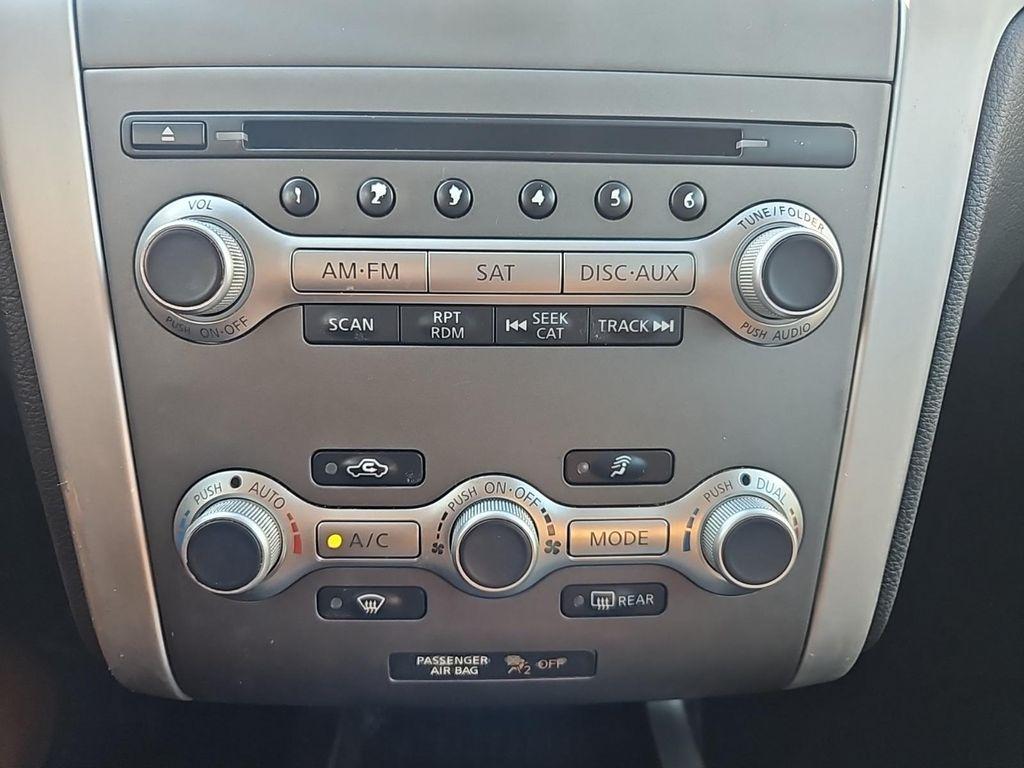 1 2 3 4 5 6
VOL
TUNE/FOLDER
AM·FM SAT DISC·AUX
PUSH ON·OFF
PUSH AUDIO
SCAN RPT RDM SEEK CAT TRACK
PUSH AUTO
PUSH ON·OFF
PUSH DUAL
A/C
MODE
REAR
PASSENGER
AIR BAG
2 OFF